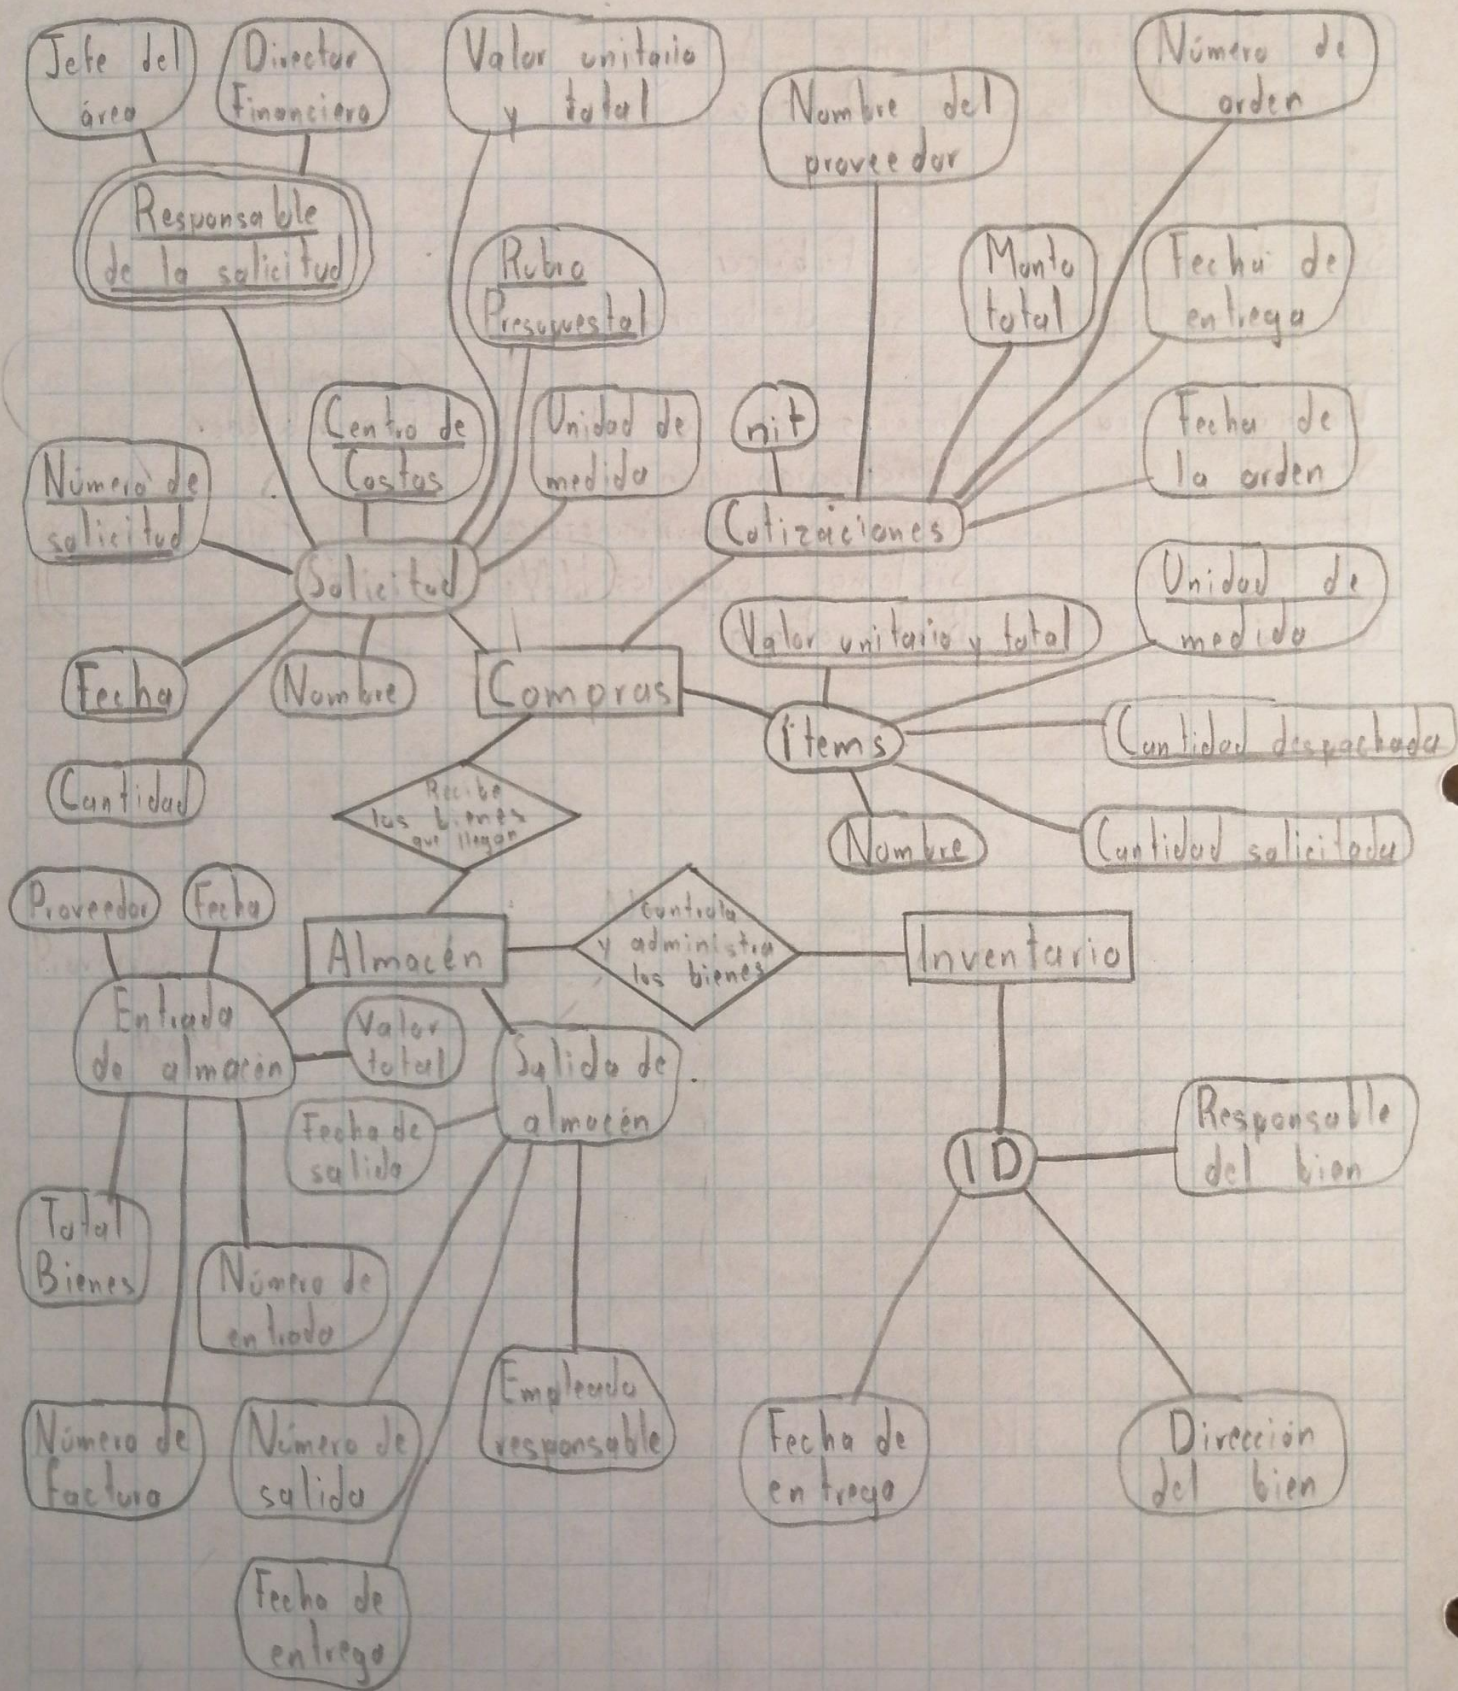 Jefe del
área
Director
Financiero
Valor unitario
y total
Nombre del
proveedor
Número de
orden
Responsable
de la solicitud
Rubro
Presupuestal
Monto
total
Fecha de
entrega
Número de
solicitud
Centro de
Costos
Unidad de
medida
nit
Fecha de
la orden
Solicitud
Cotizaciones
Fecha
Nombre
Cantidad
Compras
Valor unitario y total
Unidad de
medida
ítems
Cantidad despachada
Nombre
Cantidad solicitada
Recibe
los bienes
que llegan
Proveedor
Fecha
Almacén
Controla
y administra
los bienes
Inventario
Entrada
de almacén
Valor
total
Salida de
almacén
Fecha de
salida
ID
Responsable
del bien
Total
Bienes
Número de
entrada
Número de
factura
Número de
salida
Empleado
responsable
Fecha de
entrega
Dirección
del bien
Fecha de
entrega